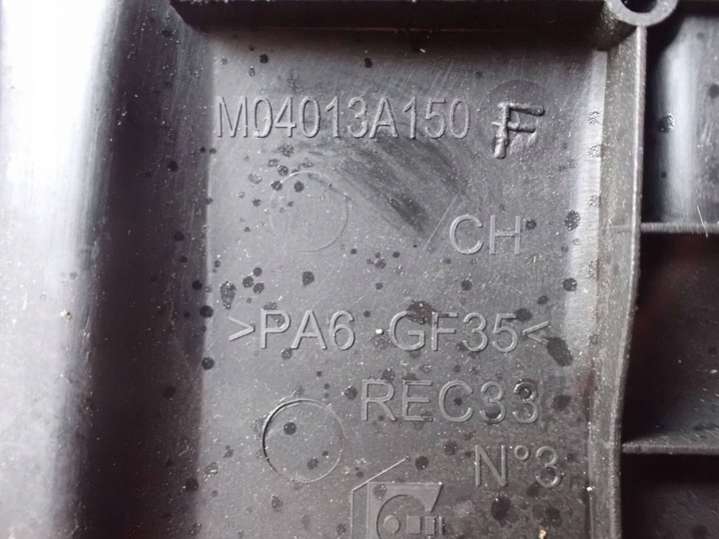 M04013A150 F
/CH
>PA6 GF35<
REC33
N°3